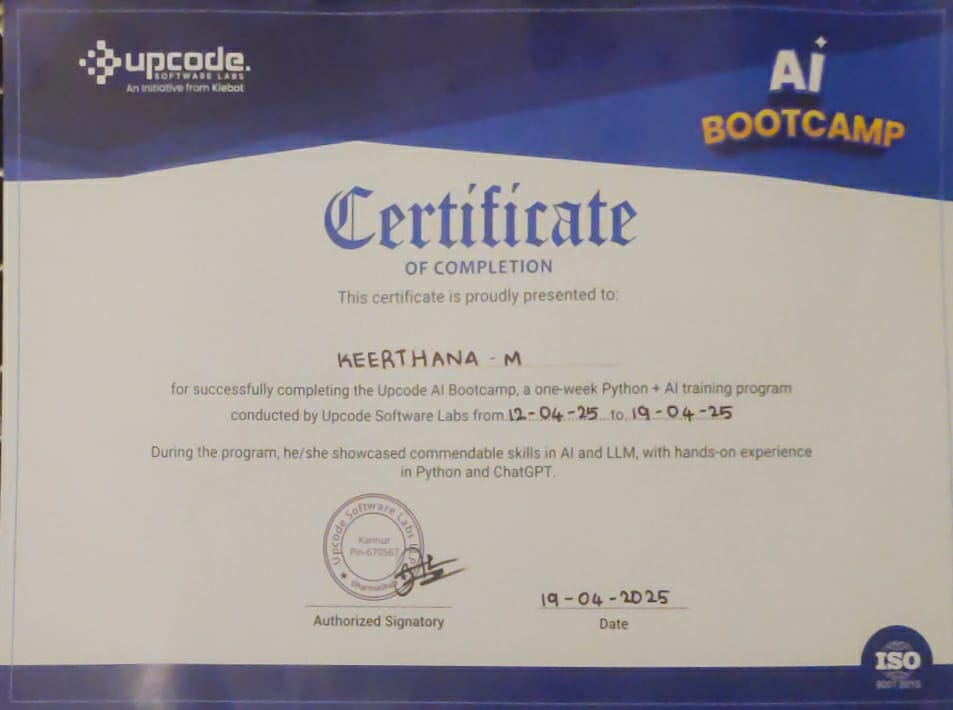 upcode.
SOFTWARE LABS
An Initiative from Kiebot
Ai
BOOTCAMP
Certificate
OF COMPLETION
This certificate is proudly presented to:
KEERTHANA - M
for successfully completing the Upcode AI Bootcamp, a one-week Python + AI training program
conducted by Upcode Software Labs from 12-04-25 to 19-04-25
During the program, he/she showcased commendable skills in AI and LLM, with hands-on experience
in Python and ChatGPT.
Upcode Software Labs LLP
Kannur
Pin-670567
Authorized Signatory
19-04-2025
Date
ISO
9001 2015